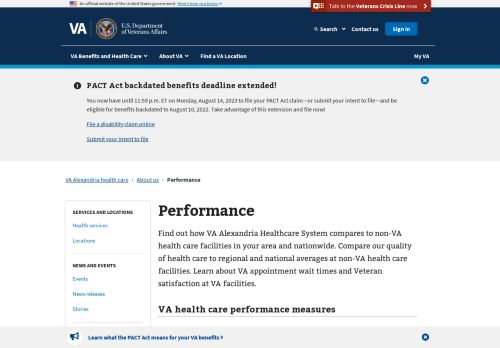 An official website of the United States government Here's how you know
Talk to the Veterans Crisis Line now
VA
U.S. Department
of Veterans Affairs
Search
Contact us
Sign in
VA Benefits and Health Care
About VA
Find a VA Location
My VA
PACT Act backdated benefits deadline extended!
You now have until 11:59 p.m. ET on Monday, August 14, 2023 to file your PACT Act claim—or submit your intent to file—and
be eligible for benefits backdated to August 10, 2022. Take advantage of this extension and file now!
File a disability claim online
Submit your intent to file
VA Alexandria health care › About us › Performance
SERVICES AND LOCATIONS
Health services
Locations
NEWS AND EVENTS
Events
News releases
Stories
Performance
Find out how VA Alexandria Healthcare System compares to non-VA
health care facilities in your area and nationwide. Compare our quality
of health care to regional and national averages at non-VA health care
facilities. Learn about VA appointment wait times and Veteran
satisfaction at VA facilities.
VA health care performance measures
Learn what the PACT Act means for your VA benefits